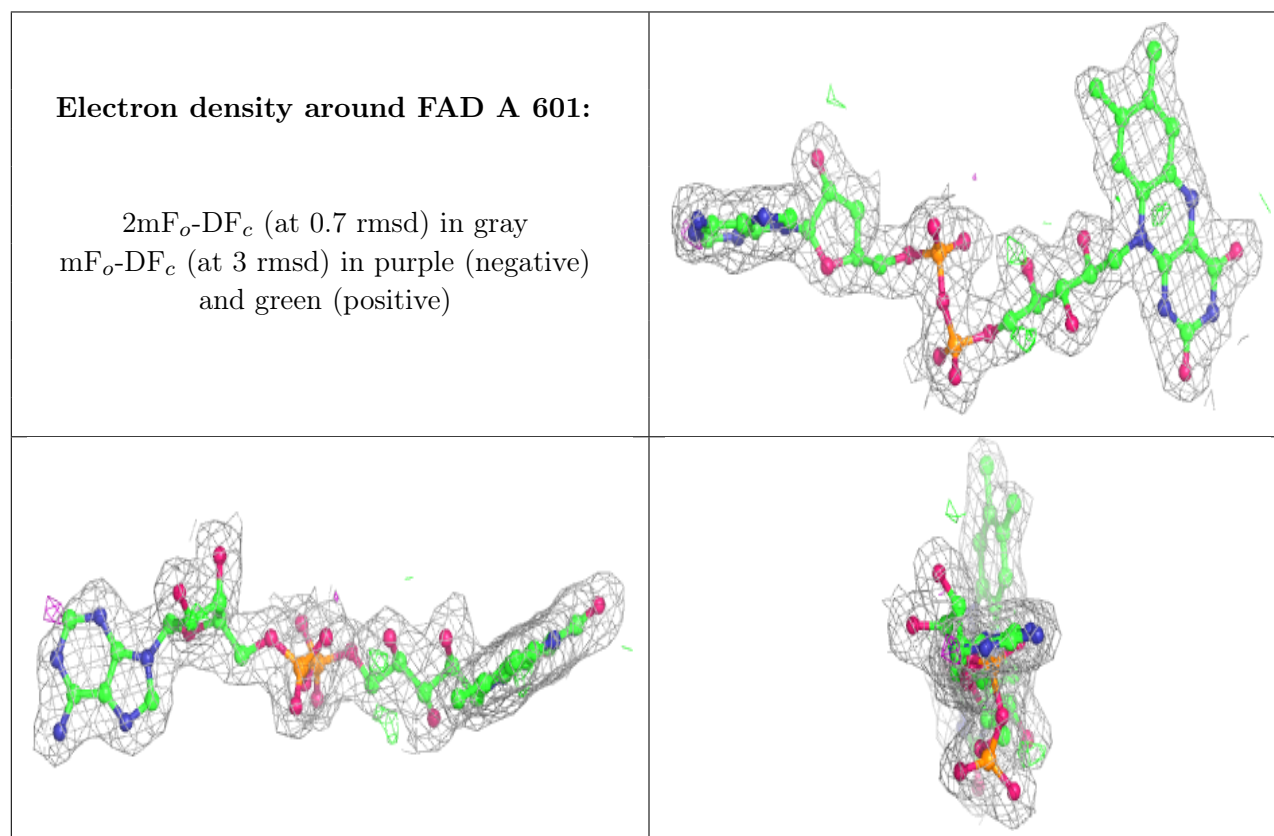 Electron density around FAD A 601:
2mFo-DFc (at 0.7 rmsd) in gray
mFo-DFc (at 3 rmsd) in purple (negative)
and green (positive)